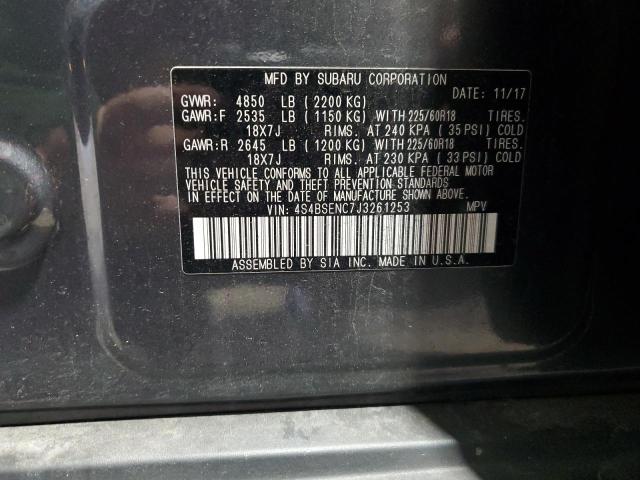 MFD BY SUBARU CORPORATION
DATE: 11/17
GVWR: 4850 LB (2200 KG)
GAWR:F 2535 LB (1150 KG) WITH 225/60R18 TIRES.
18X7J RIMS. AT 240 KPA (35 PSI) COLD
GAWR:R 2645 LB (1200 KG) WITH 225/60R18 TIRES.
18X7J RIMS. AT 230 KPA (33 PSI) COLD
THIS VEHICLE CONFORMS TO ALL APPLICABLE FEDERAL MOTOR
VEHICLE SAFETY AND THEFT PREVENTION STANDARDS
IN EFFECT ON THE DATE OF MANUFACTURE SHOWN ABOVE.
VIN: 4S4BSENC7J3261253 MPV
ASSEMBLED BY SIA INC. MADE IN U.S.A.